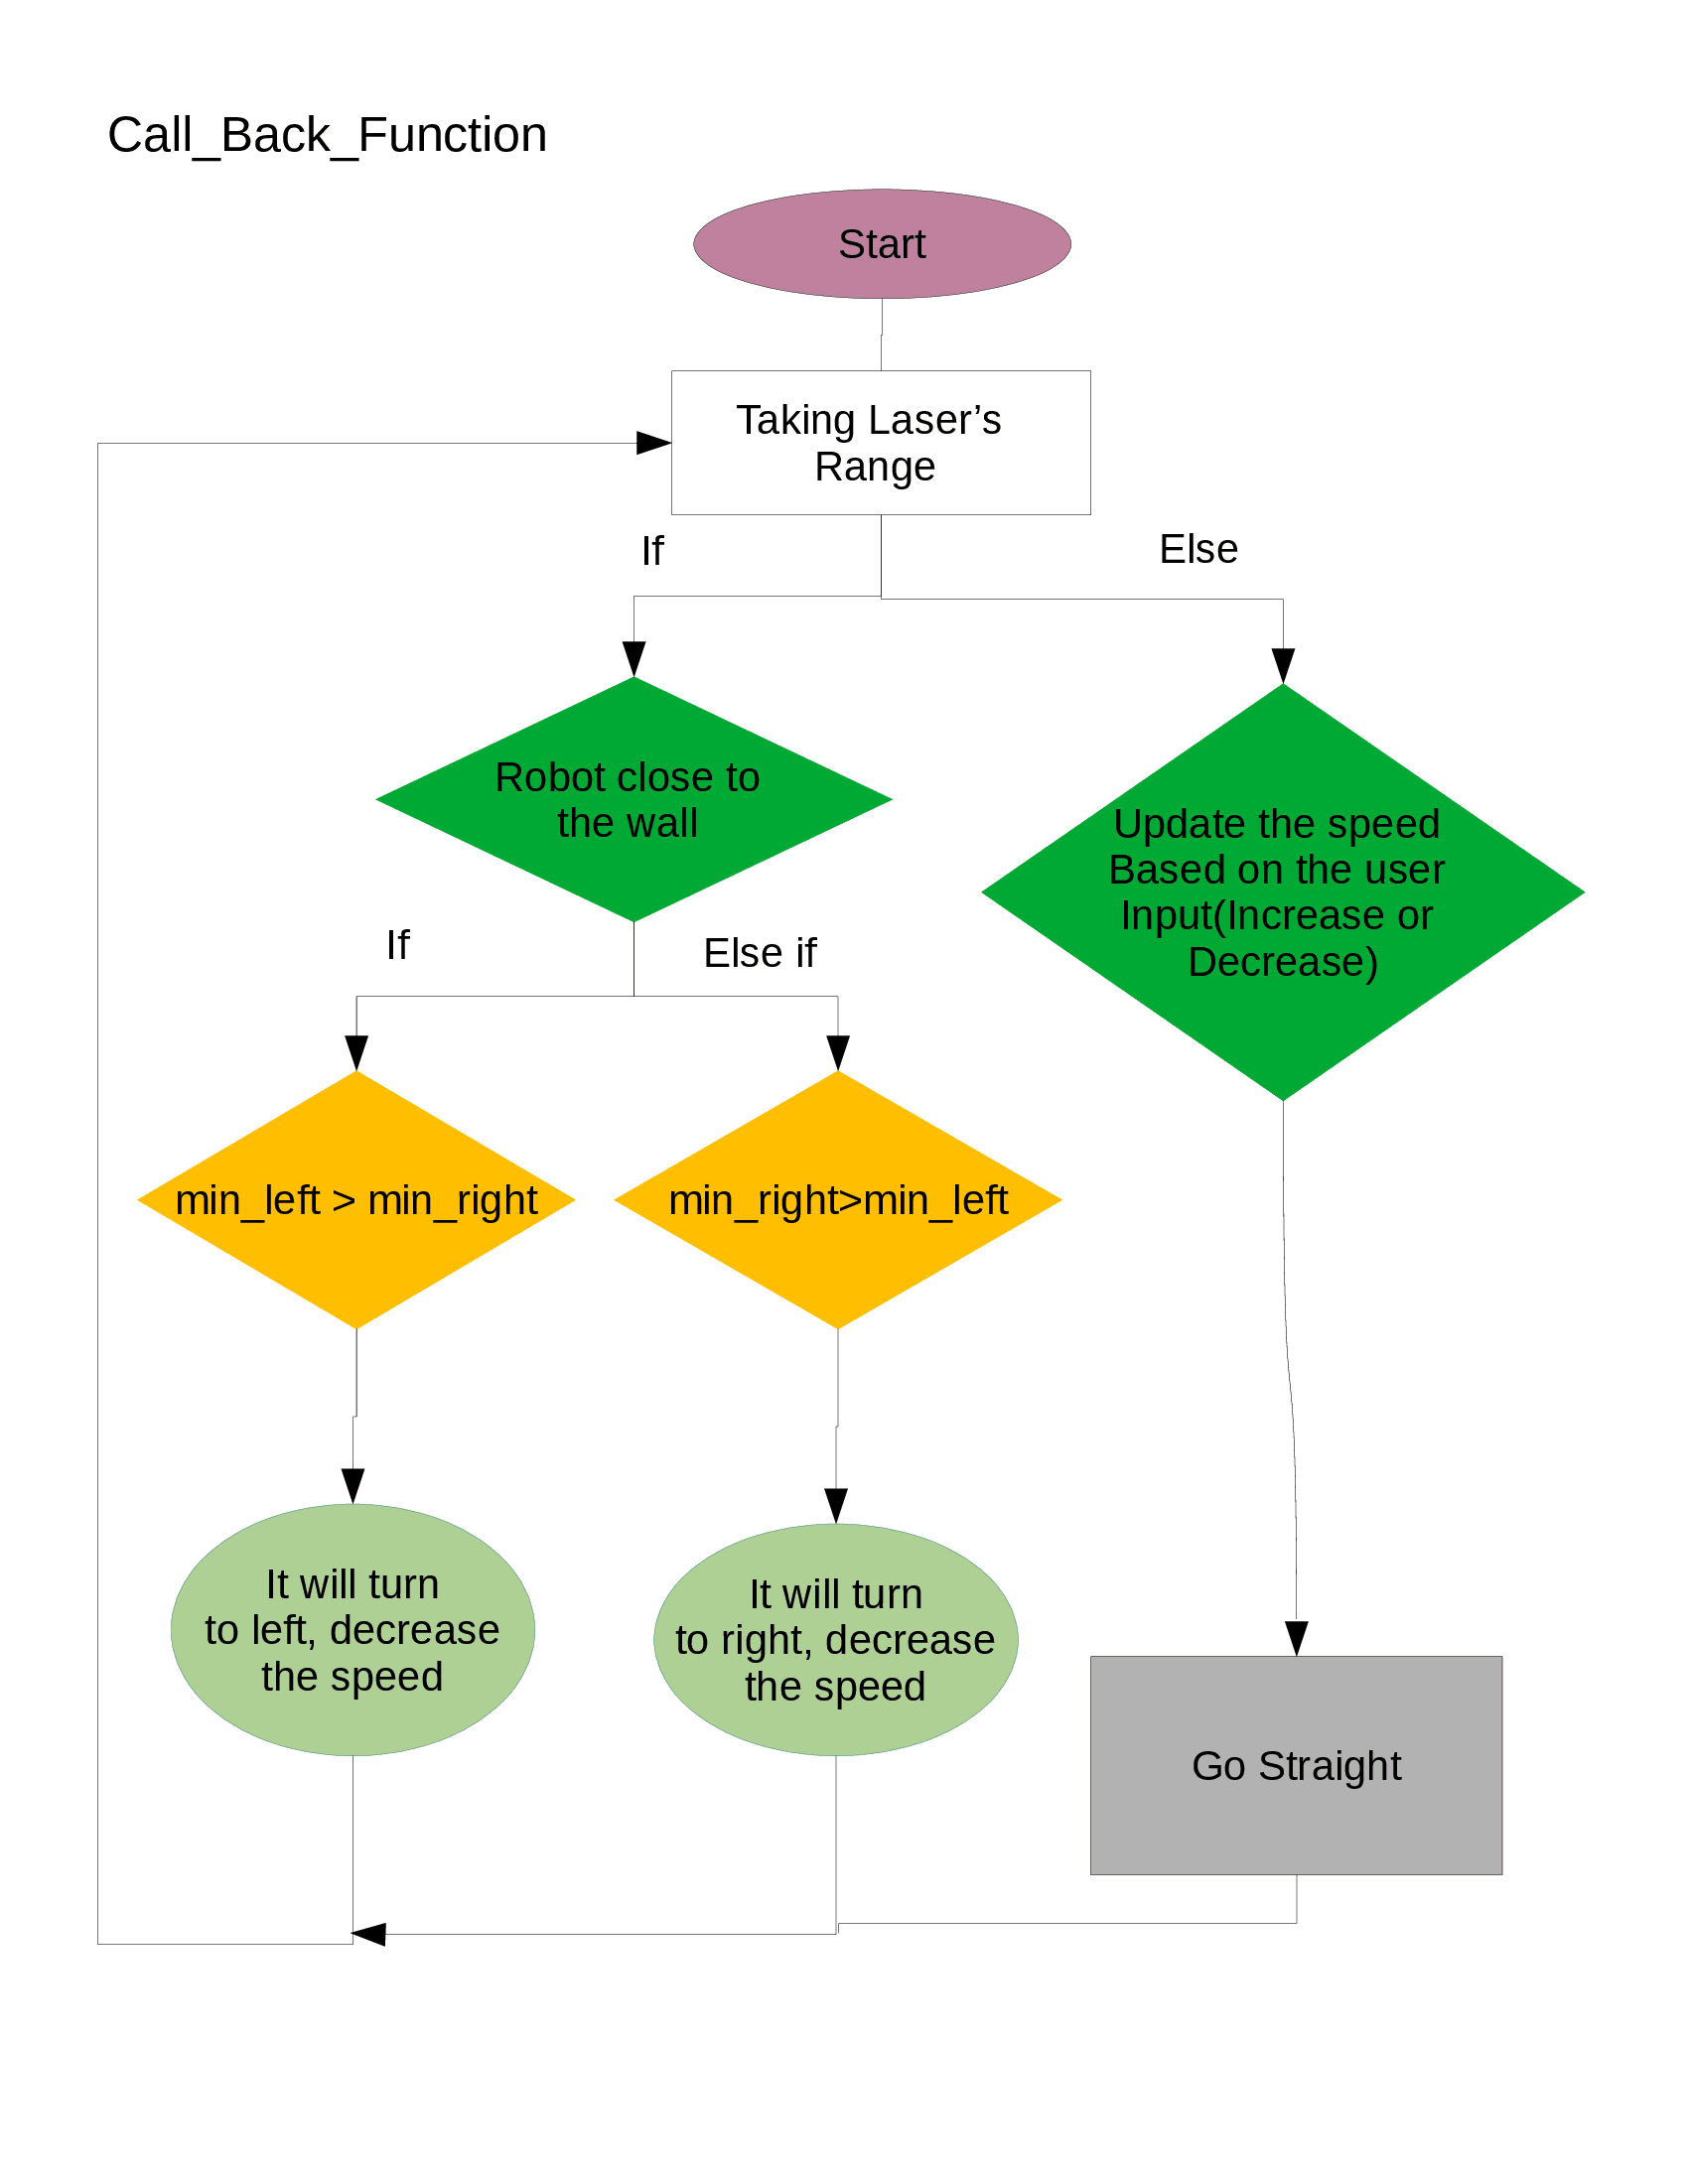 Call_Back_Function
Start
Taking Laser’s
Range
If
Else
Robot close to
the wall
Update the speed
Based on the user
Input(Increase or
Decrease)
If
Else if
min_left > min_right
min_right>min_left
It will turn
to left, decrease
the speed
It will turn
to right, decrease
the speed
Go Straight